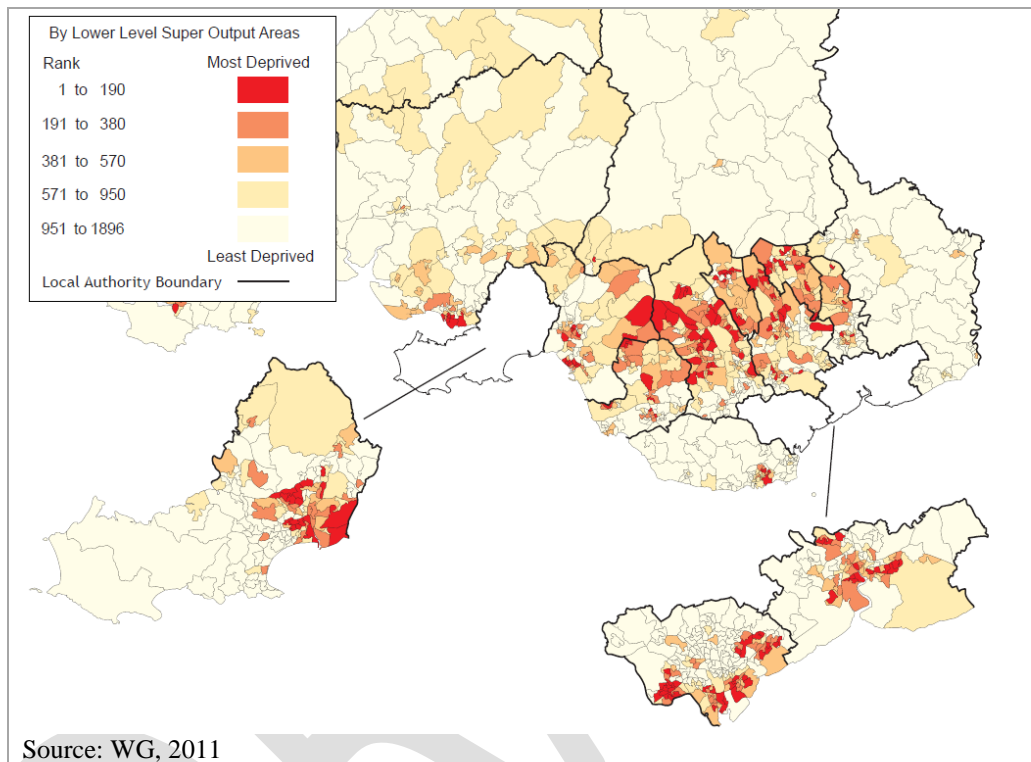 By Lower Level Super Output Areas
Rank Most Deprived
1 to 190
191 to 380
381 to 570
571 to 950
951 to 1896
Least Deprived
Local Authority Boundary
Source: WG, 2011